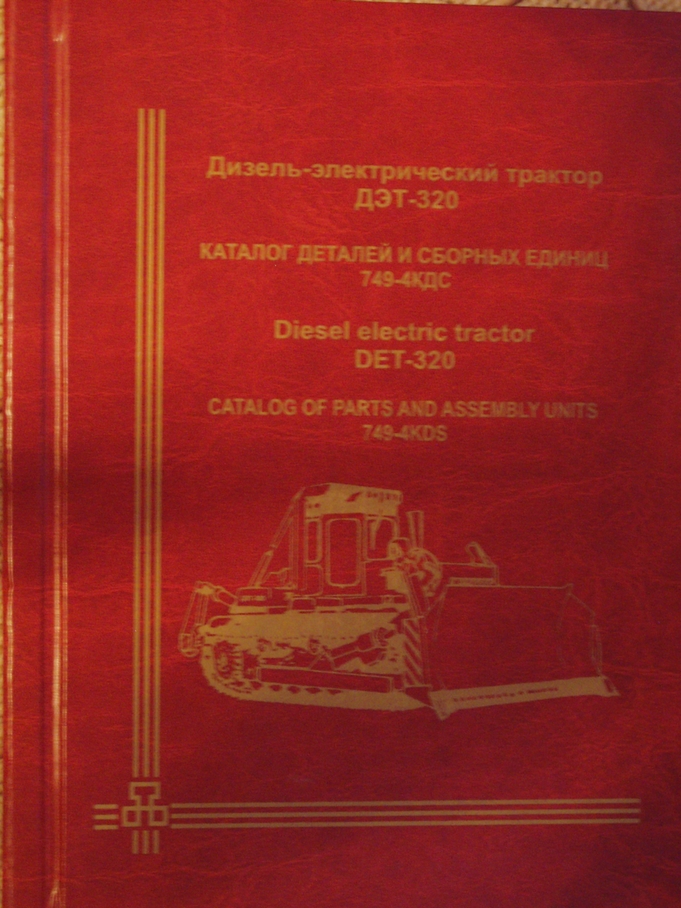 Дизель-электрический трактор
ДЭТ-320
КАТАЛОГ ДЕТАЛЕЙ И СБОРНЫХ ЕДИНИЦ
749-4КДС
Diesel electric tractor
DET-320
CATALOG OF PARTS AND ASSEMBLY UNITS
749-4KDS